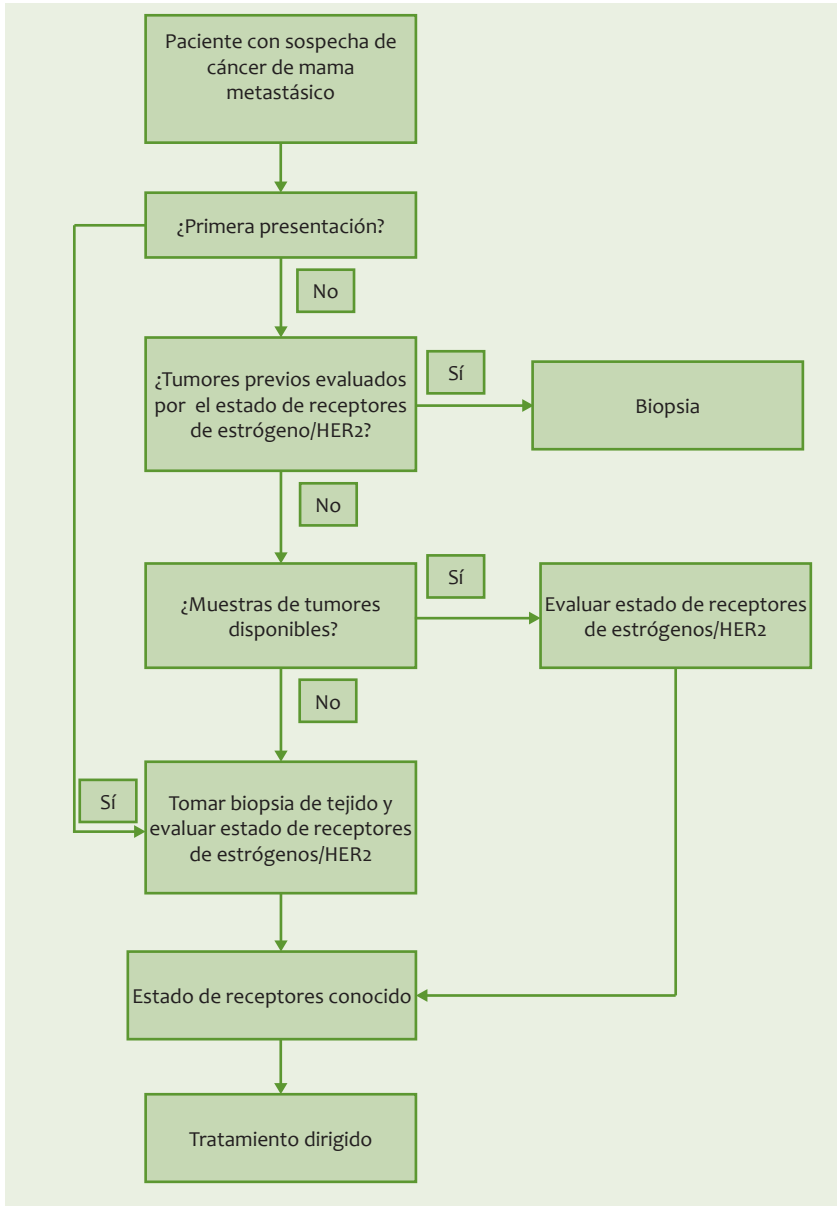 Paciente con sospecha de
cáncer de mama
metastásico
¿Primera presentación?
No
¿Tumores previos evaluados
por el estado de receptores
de estrógeno/HER2?
Sí
Biopsia
No
¿Muestras de tumores
disponibles?
Sí
Evaluar estado de receptores
de estrógenos/HER2
No
Sí
Tomar biopsia de tejido y
evaluar estado de receptores
de estrógenos/HER2
Estado de receptores conocido
Tratamiento dirigido